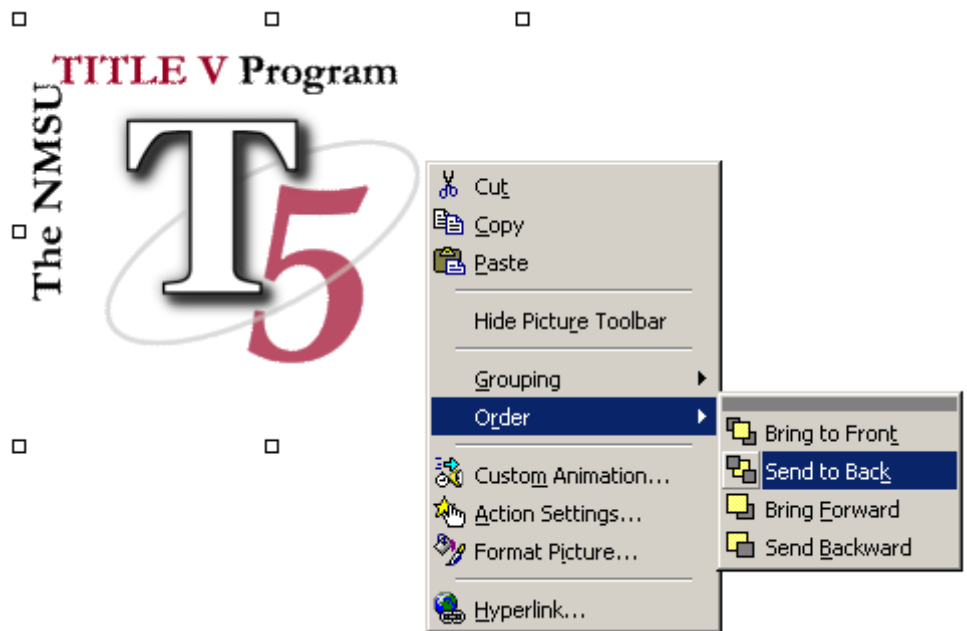 TITLE V Program
The NMSU
T5
Cut
Copy
Paste
Hide Picture Toolbar
Grouping
Order
Custom Animation...
Action Settings...
Format Picture...
Hyperlink...
Bring to Front
Send to Back
Bring Forward
Send Backward